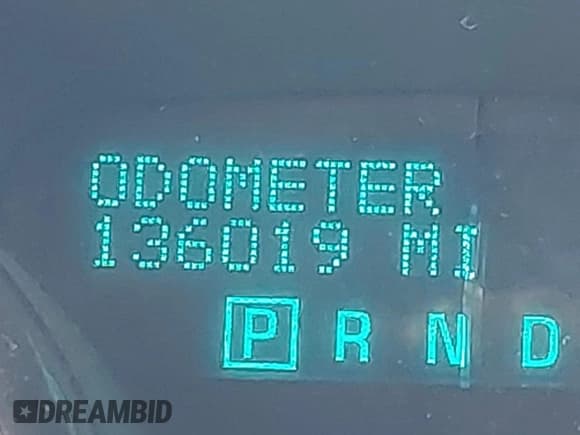 ODOMETER
136019 MI
P R N D
DREAMBID